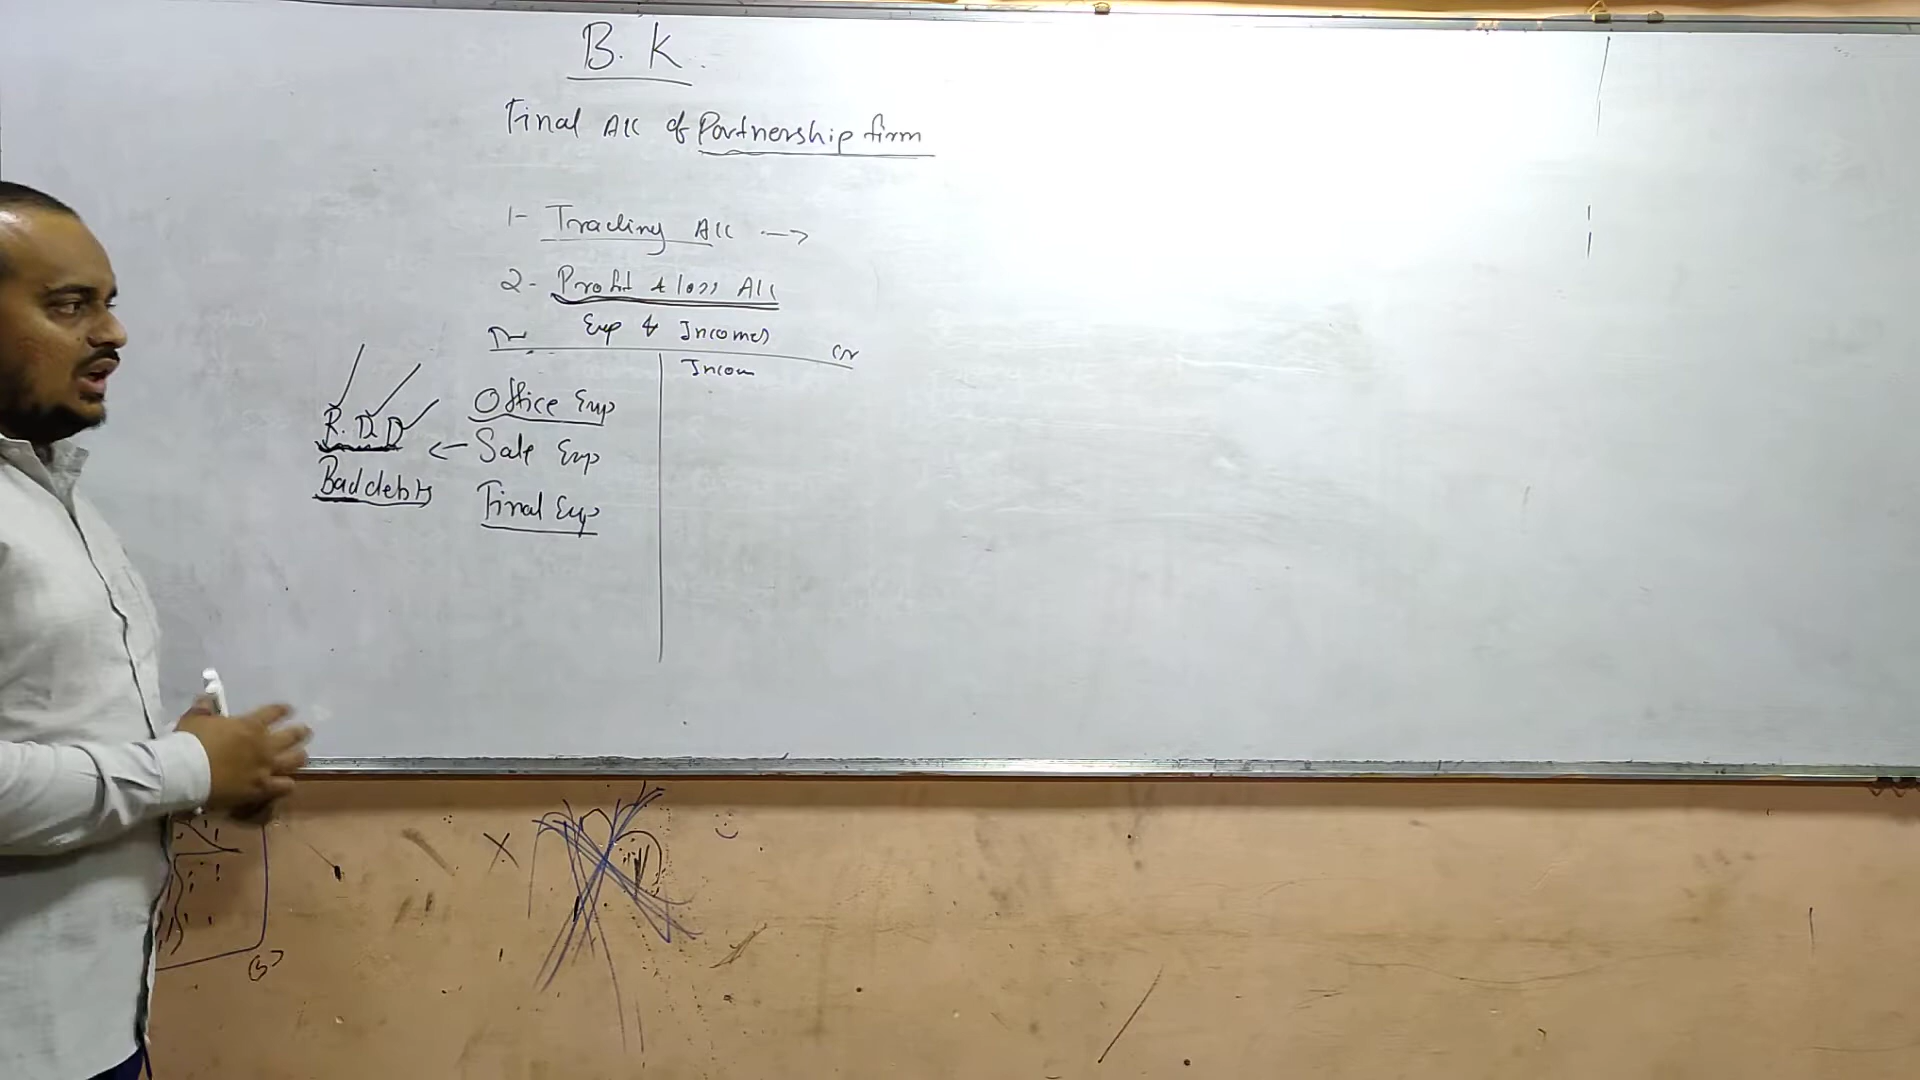 B. K.
Final A/c of Partnership firm
1- Trading A/c →
2- Profit & loss A/c
Dr Exp & Incomes Cr
Incom
R. D. D Office Exp
← Sale Exp
Bad debts
Final Exp